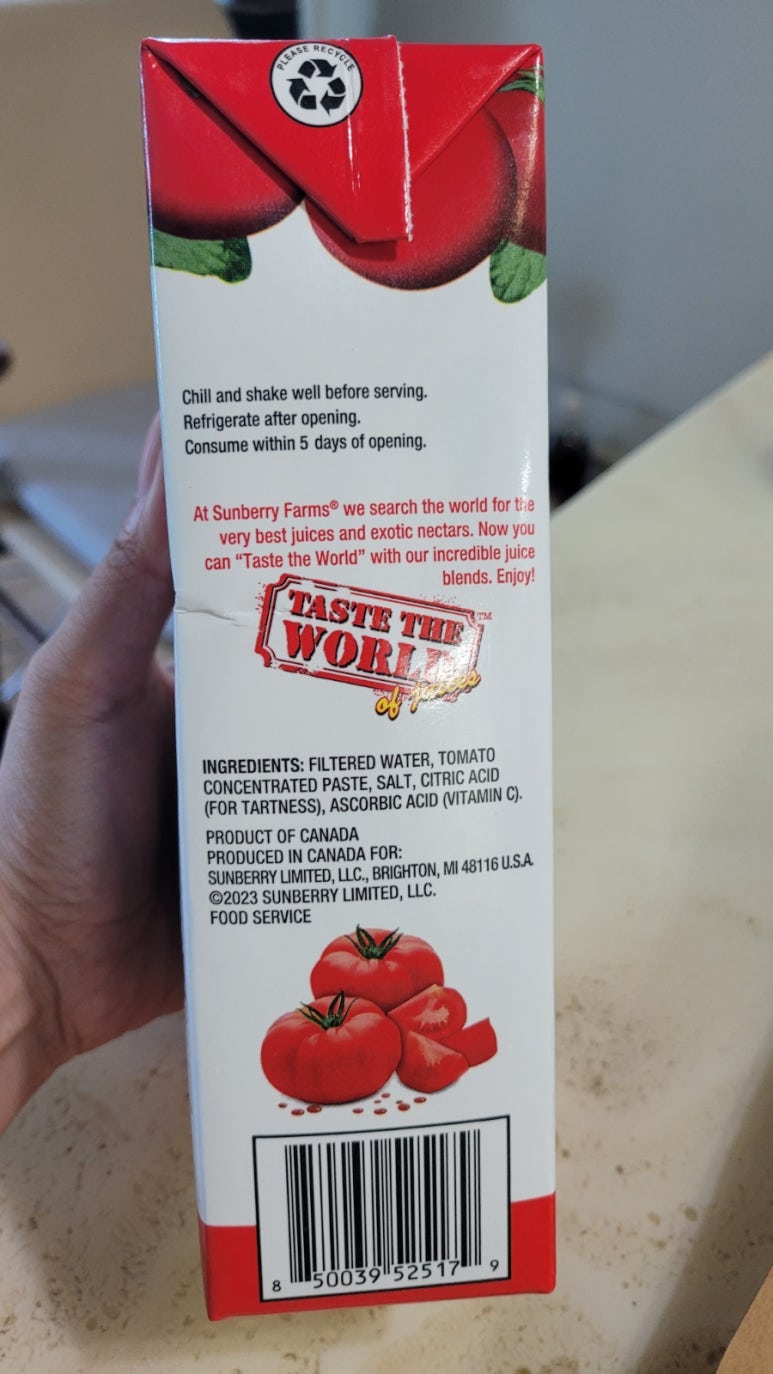 PLEASE RECYCLE
Chill and shake well before serving.
Refrigerate after opening.
Consume within 5 days of opening.
At Sunberry Farms® we search the world for the
very best juices and exotic nectars. Now you
can “Taste the World” with our incredible juice
blends. Enjoy!
TASTE THE ™
WORLD
of juices
INGREDIENTS: FILTERED WATER, TOMATO
CONCENTRATED PASTE, SALT, CITRIC ACID
(FOR TARTNESS), ASCORBIC ACID (VITAMIN C).
PRODUCT OF CANADA
PRODUCED IN CANADA FOR:
SUNBERRY LIMITED, LLC., BRIGHTON, MI 48116 U.S.A.
©2023 SUNBERRY LIMITED, LLC.
FOOD SERVICE
8 50039 52517 9